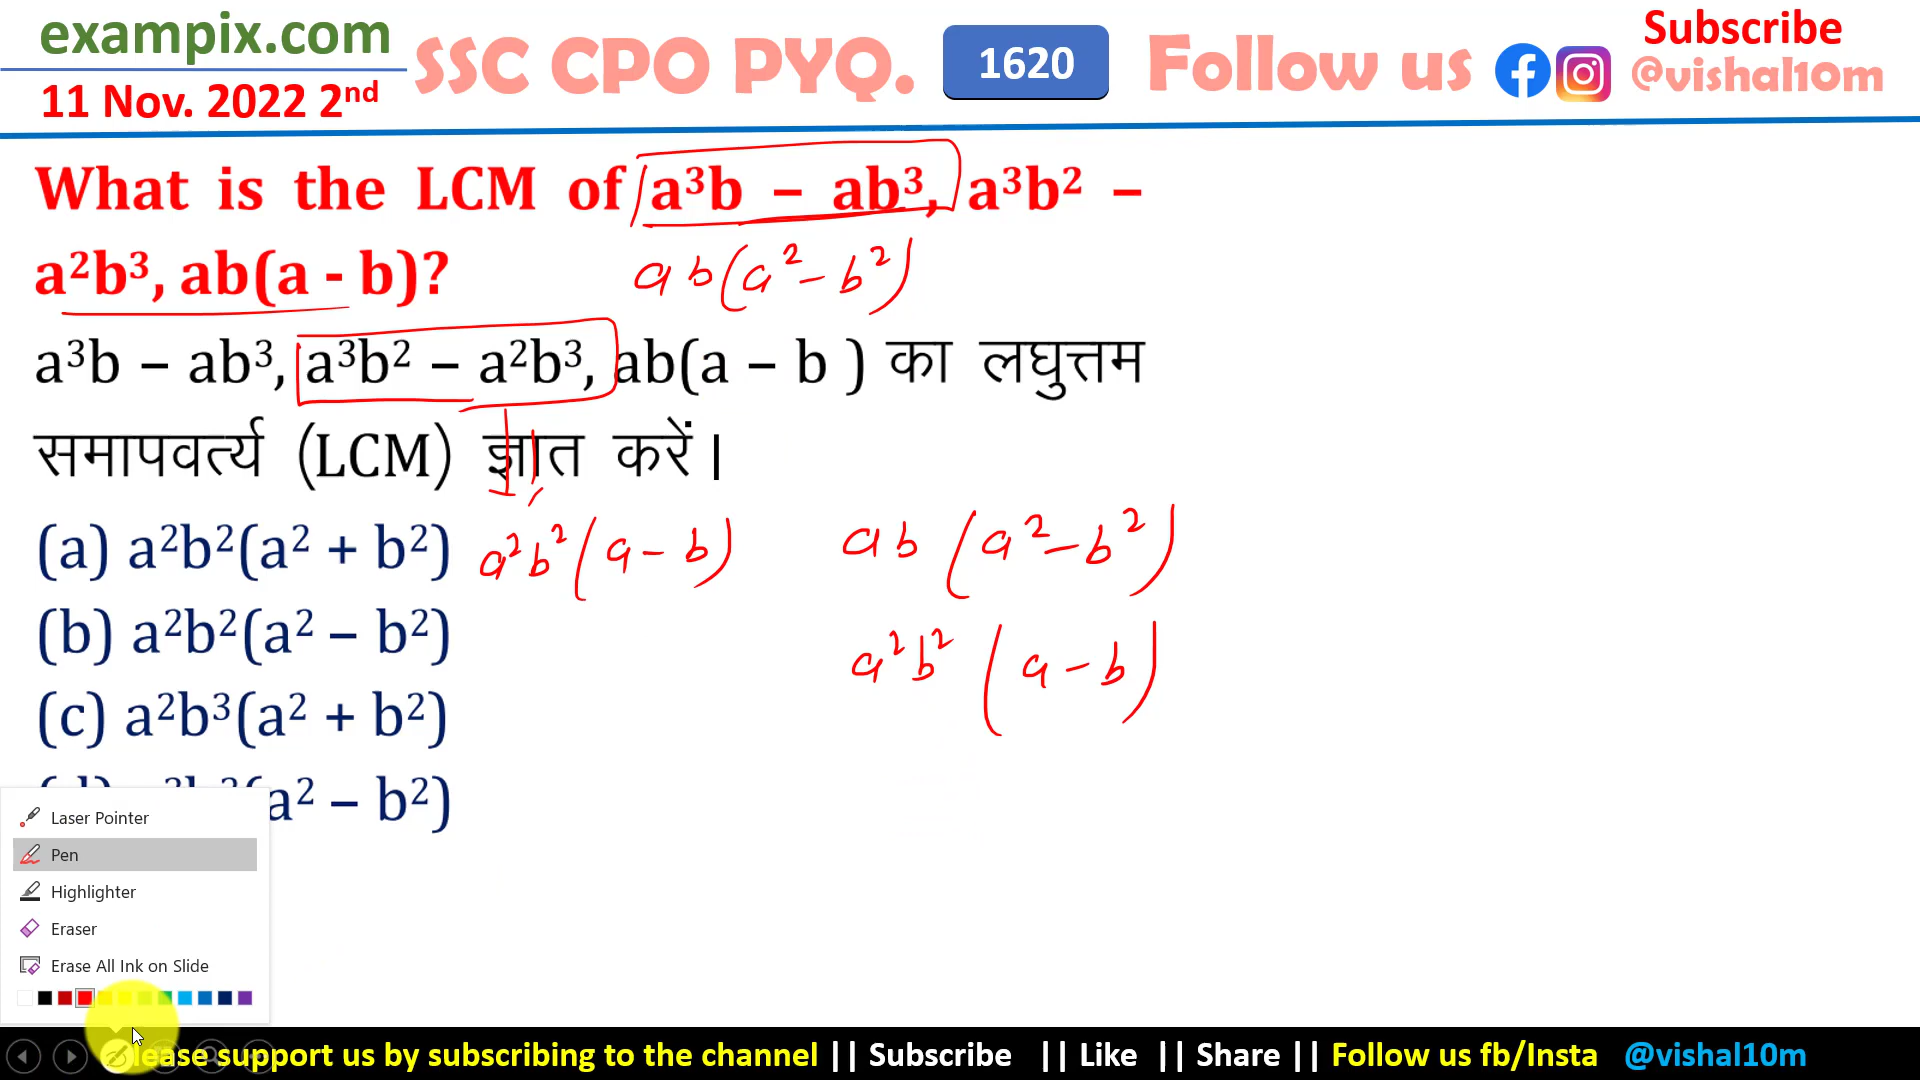 exampix.com
11 Nov. 2022 2nd
SSC CPO PYQ.
1620
Follow us
Subscribe
@vishal10m
What is the LCM of a³b – ab³, a³b² –
a²b³, ab(a - b)?
ab(a²–b²)
a³b – ab³, a³b² – a²b³, ab(a – b ) का लघुत्तम
समापवर्त्य (LCM) ज्ञात करें।
(a) a²b²(a² + b²)
a²b²(a–b)
ab(a²–b²)
(b) a²b²(a² – b²)
a²b²(a–b)
(c) a²b³(a² + b²)
a² – b²)
Laser Pointer
Pen
Highlighter
Eraser
Erase All Ink on Slide
ease support us by subscribing to the channel || Subscribe || Like || Share || Follow us fb/Insta @vishal10m